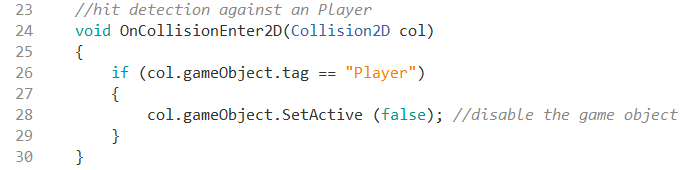 23 //hit detection against an Player
24 void OnCollisionEnter2D(Collision2D col)
25 {
26 if (col.gameObject.tag == "Player")
27 {
28 col.gameObject.SetActive (false); //disable the game object
29 }
30 }